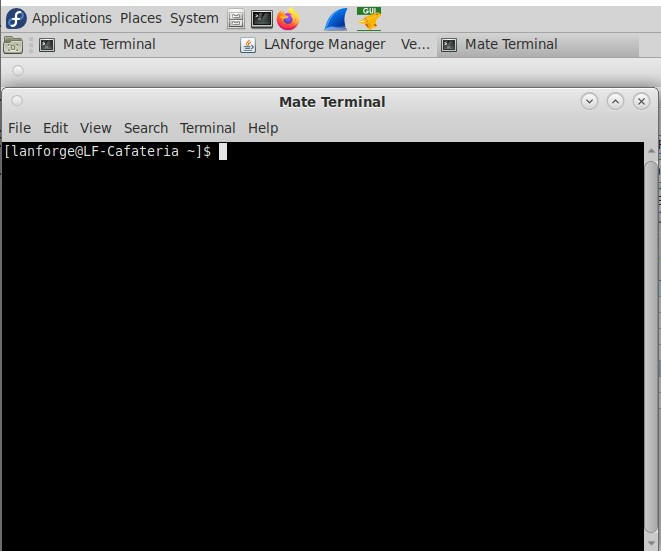 Applications Places System GUI
Mate Terminal LANforge Manager Ve... Mate Terminal
Mate Terminal
File Edit View Search Terminal Help
[lanforge@LF-Cafateria ~]$